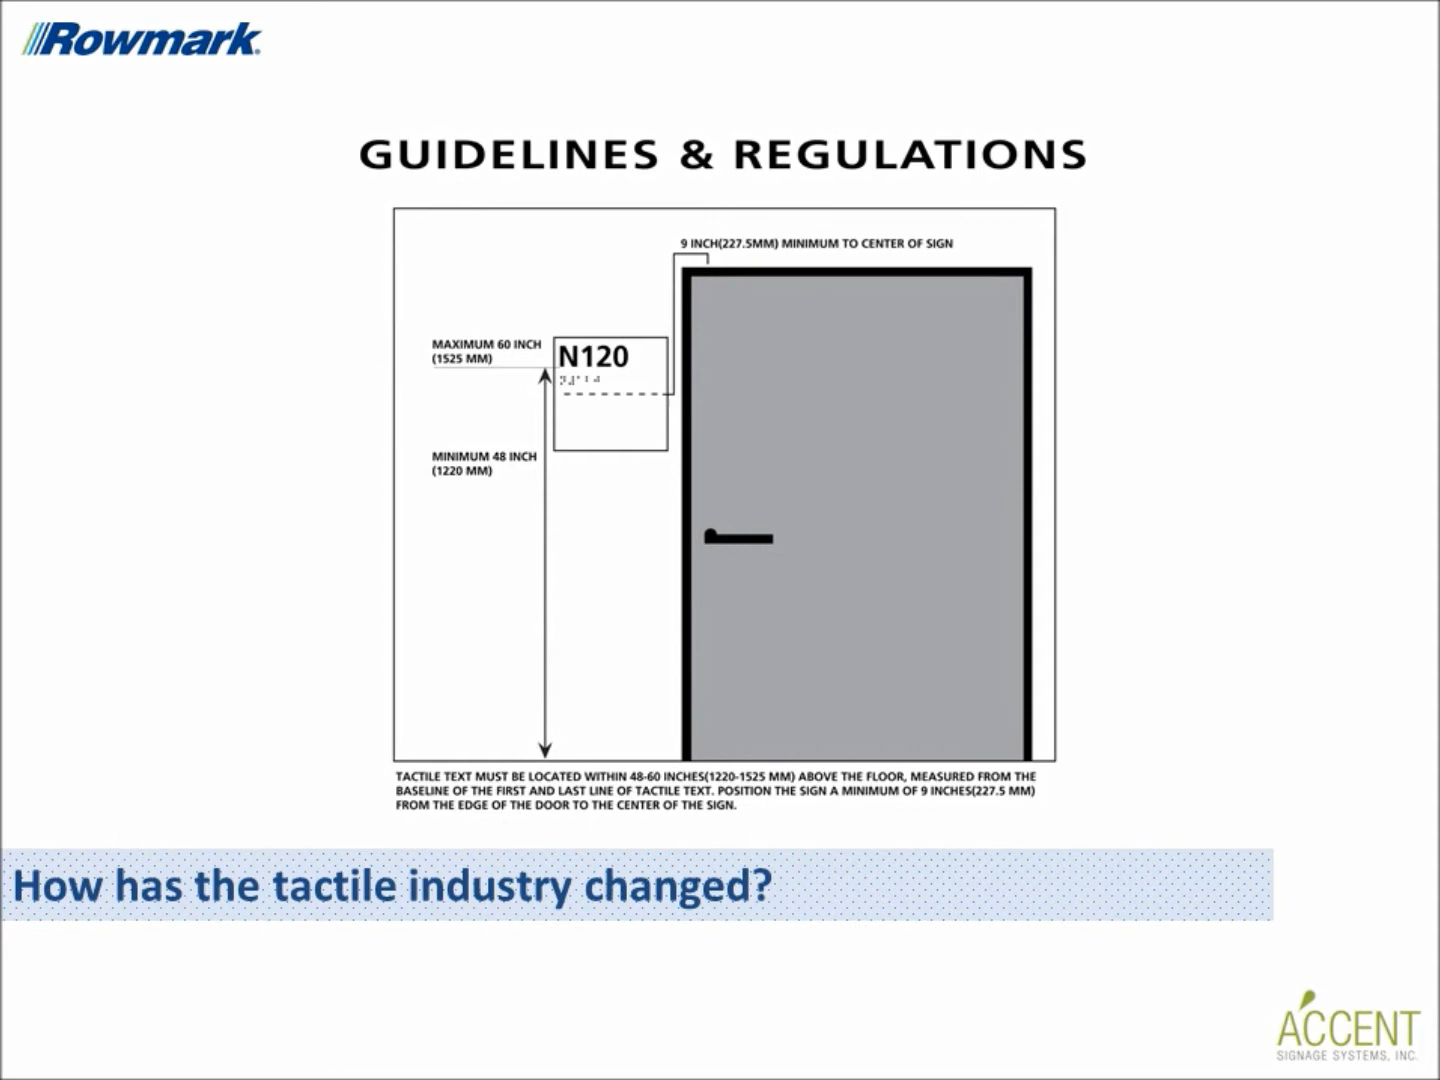 Rowmark
GUIDELINES & REGULATIONS
9 INCH(227.5MM) MINIMUM TO CENTER OF SIGN
MAXIMUM 60 INCH
(1525 MM)
N120
MINIMUM 48 INCH
(1220 MM)
TACTILE TEXT MUST BE LOCATED WITHIN 48-60 INCHES(1220-1525 MM) ABOVE THE FLOOR, MEASURED FROM THE
BASELINE OF THE FIRST AND LAST LINE OF TACTILE TEXT. POSITION THE SIGN A MINIMUM OF 9 INCHES(227.5 MM)
FROM THE EDGE OF THE DOOR TO THE CENTER OF THE SIGN.
How has the tactile industry changed?
ACCENT
SIGNAGE SYSTEMS, INC.